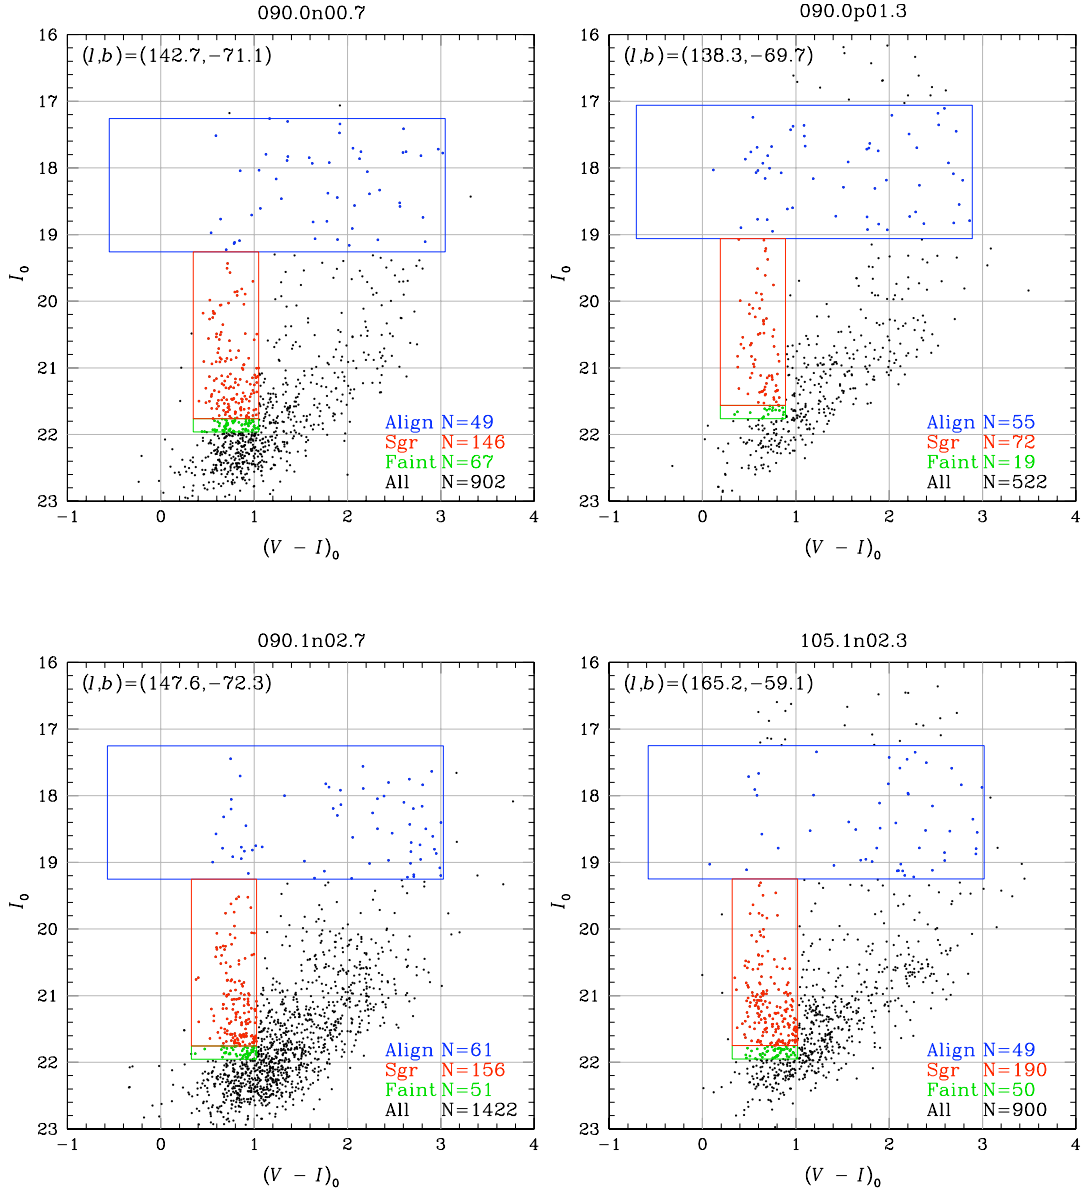 090.0n00.7
(l,b)=(142.7,−71.1)
16
17
18
19
20
21
22
23
I₀
Align N=49
Sgr N=146
Faint N=67
All N=902
−1 0 1 2 3 4
(V − I)₀
090.0p01.3
(l,b)=(138.3,−69.7)
16
17
18
19
20
21
22
23
I₀
Align N=55
Sgr N=72
Faint N=19
All N=522
−1 0 1 2 3 4
(V − I)₀
090.1n02.7
(l,b)=(147.6,−72.3)
16
17
18
19
20
21
22
23
I₀
Align N=61
Sgr N=156
Faint N=51
All N=1422
−1 0 1 2 3 4
(V − I)₀
105.1n02.3
(l,b)=(165.2,−59.1)
16
17
18
19
20
21
22
23
I₀
Align N=49
Sgr N=190
Faint N=50
All N=900
−1 0 1 2 3 4
(V − I)₀